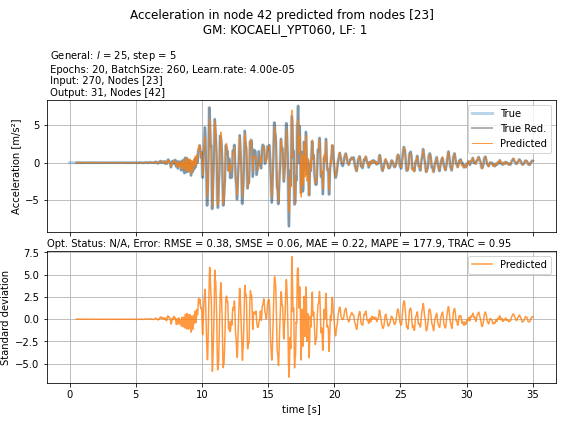 Acceleration in node 42 predicted from nodes [23]
GM: KOCAELI_YPT060, LF: 1
General: l = 25, step = 5
Epochs: 20, BatchSize: 260, Learn.rate: 4.00e-05
Input: 270, Nodes [23]
Output: 31, Nodes [42]
Acceleration [m/s²]
5
0
−5
True
True Red.
Predicted
Opt. Status: N/A, Error: RMSE = 0.38, SMSE = 0.06, MAE = 0.22, MAPE = 177.9, TRAC = 0.95
Standard deviation
7.5
5.0
2.5
0.0
−2.5
−5.0
Predicted
0 5 10 15 20 25 30 35
time [s]